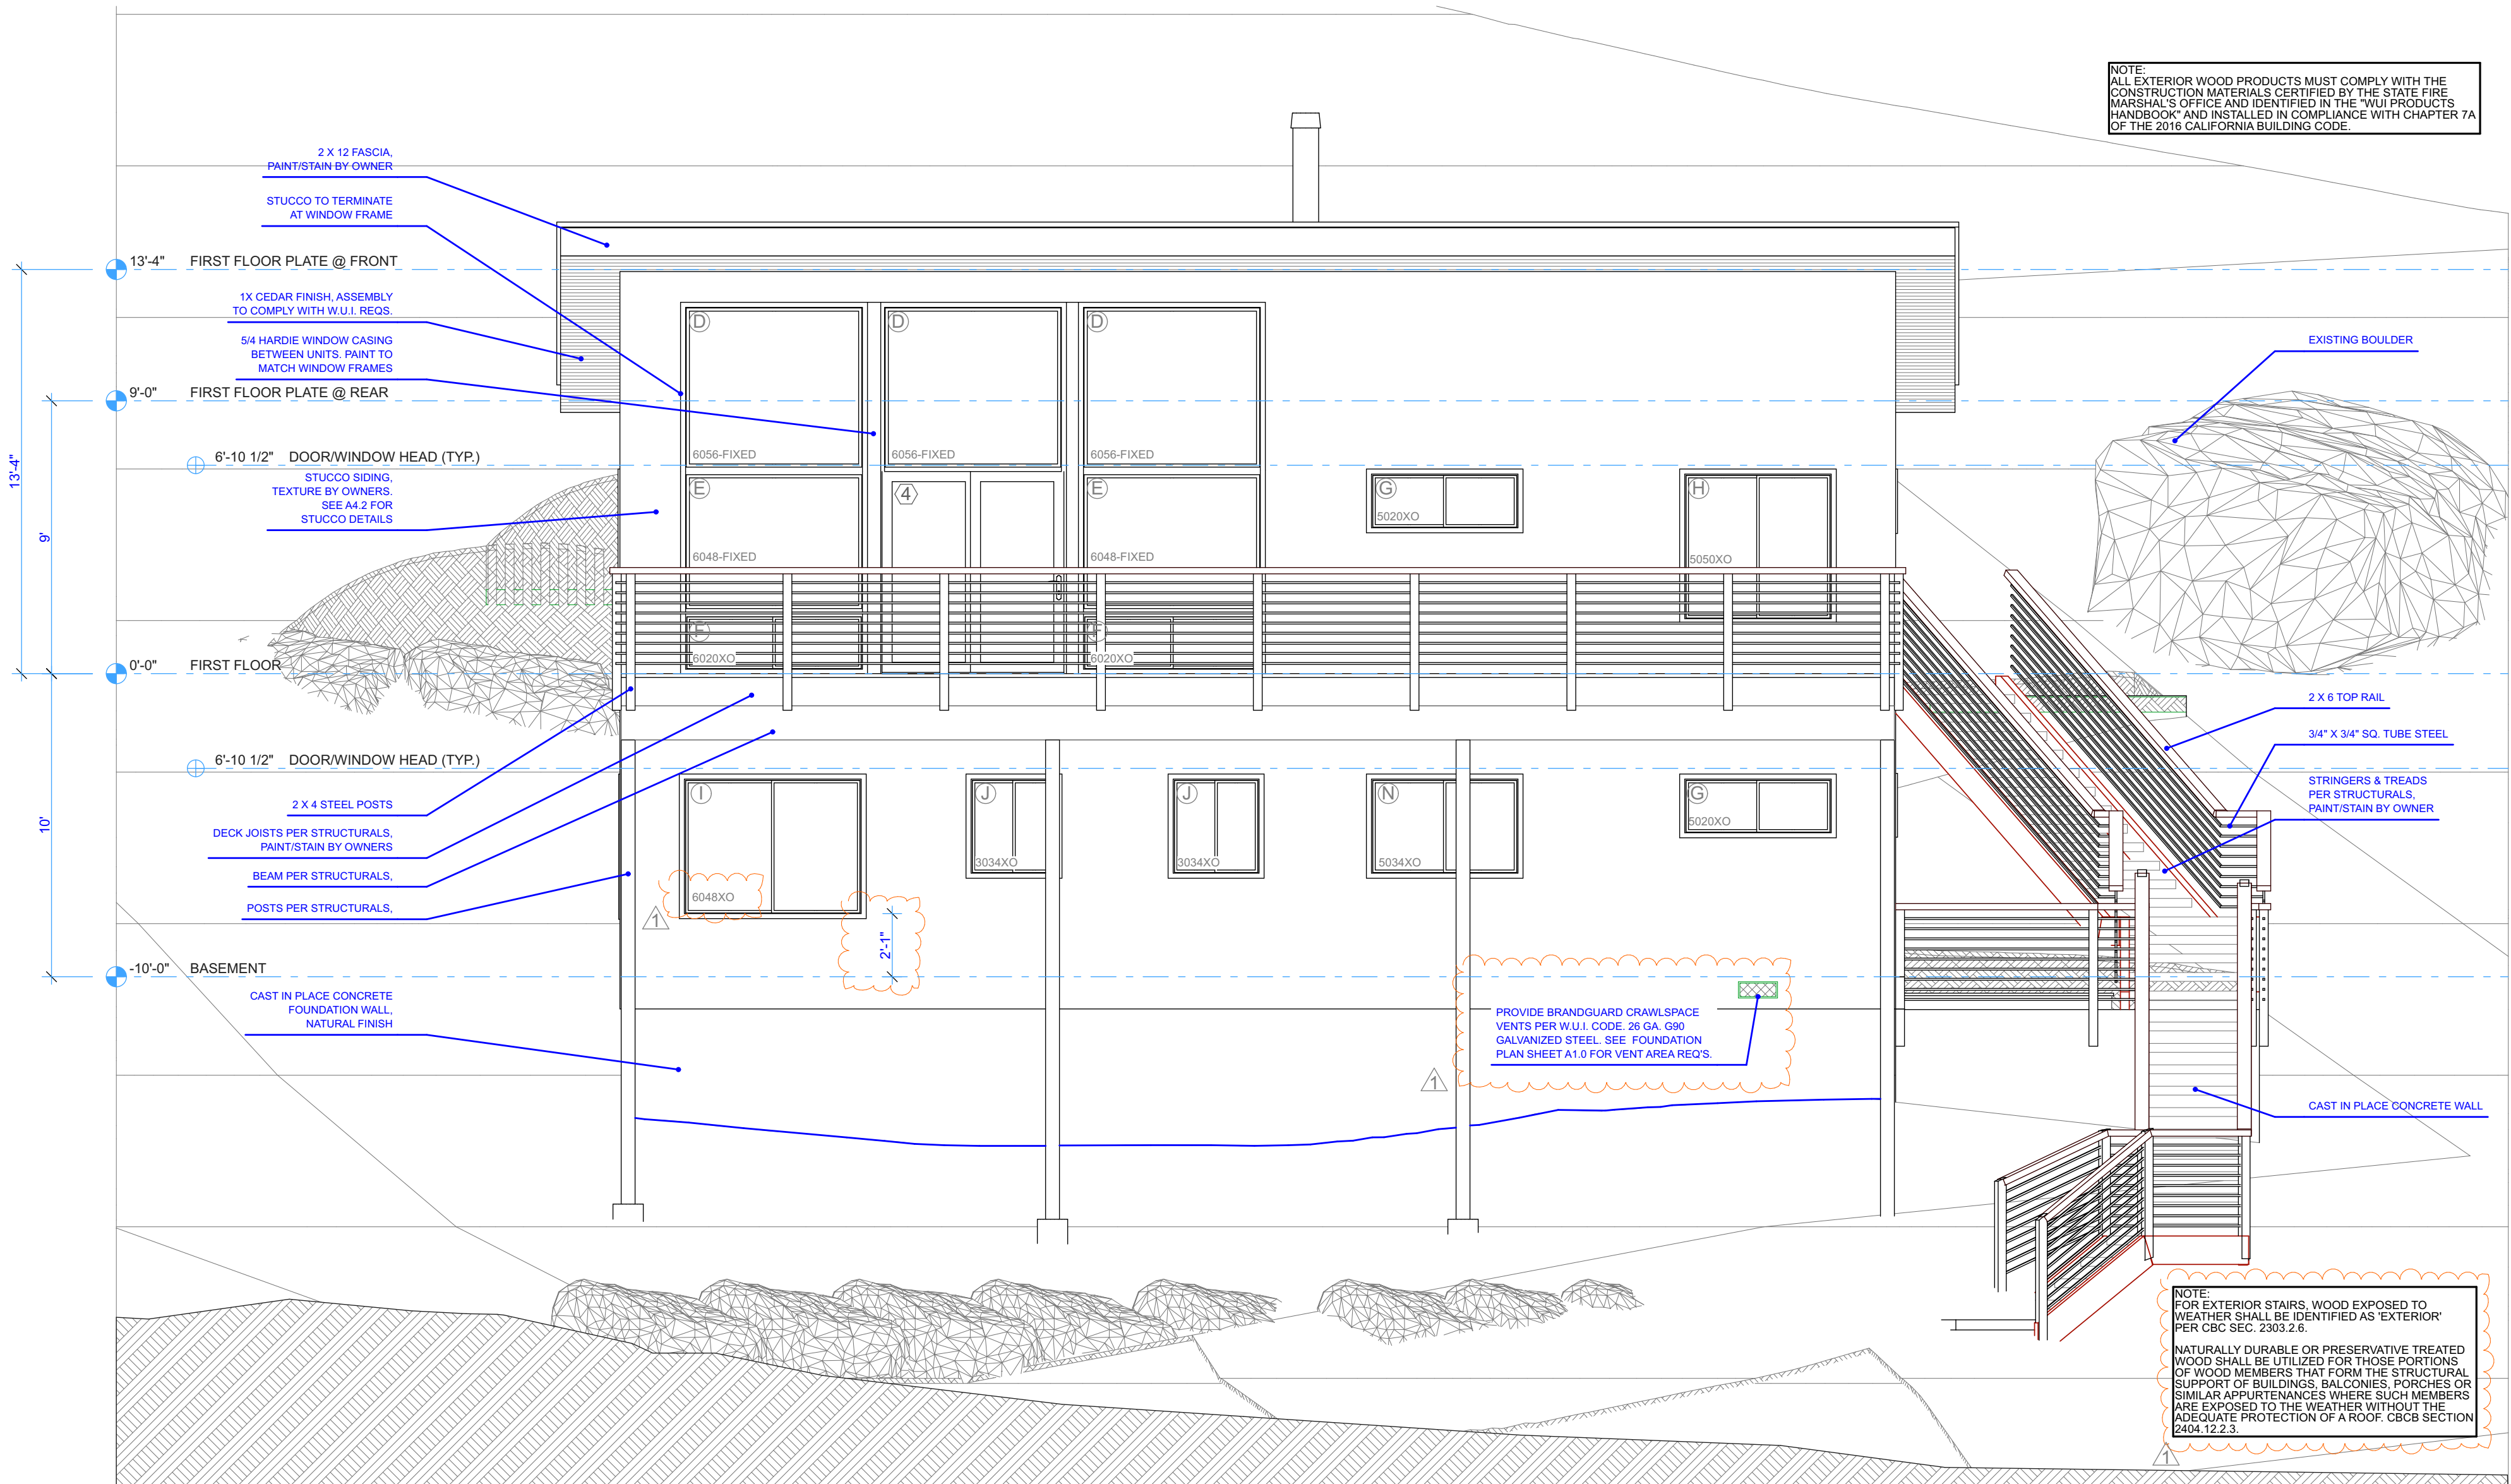 NOTE:
ALL EXTERIOR WOOD PRODUCTS MUST COMPLY WITH THE
CONSTRUCTION MATERIALS CERTIFIED BY THE STATE FIRE
MARSHAL'S OFFICE AND IDENTIFIED IN THE "WUI PRODUCTS
HANDBOOK" AND INSTALLED IN COMPLIANCE WITH CHAPTER 7A
OF THE 2016 CALIFORNIA BUILDING CODE.
2 X 12 FASCIA,
PAINT/STAIN BY OWNER
STUCCO TO TERMINATE
AT WINDOW FRAME
13'-4" FIRST FLOOR PLATE @ FRONT
1X CEDAR FINISH, ASSEMBLY
TO COMPLY WITH W.U.I. REQS.
5/4 HARDIE WINDOW CASING
BETWEEN UNITS. PAINT TO
MATCH WINDOW FRAMES
9'-0" FIRST FLOOR PLATE @ REAR
6'-10 1/2" DOOR/WINDOW HEAD (TYP.)
STUCCO SIDING,
TEXTURE BY OWNERS.
SEE A4.2 FOR
STUCCO DETAILS
13'-4"
9'
0'-0" FIRST FLOOR
6'-10 1/2" DOOR/WINDOW HEAD (TYP.)
2 X 4 STEEL POSTS
DECK JOISTS PER STRUCTURALS,
PAINT/STAIN BY OWNERS
BEAM PER STRUCTURALS,
POSTS PER STRUCTURALS,
10'
-10'-0" BASEMENT
CAST IN PLACE CONCRETE
FOUNDATION WALL,
NATURAL FINISH
D
D
D
6056-FIXED
6056-FIXED
6056-FIXED
E
4
E
G
H
5020XO
6048-FIXED
6048-FIXED
5050XO
F
F
6020XO
6020XO
I
J
J
N
G
5020XO
3034XO
3034XO
5034XO
6048XO
1
2'-1"
PROVIDE BRANDGUARD CRAWLSPACE
VENTS PER W.U.I. CODE. 26 GA. G90
GALVANIZED STEEL. SEE FOUNDATION
PLAN SHEET A1.0 FOR VENT AREA REQ'S.
1
EXISTING BOULDER
2 X 6 TOP RAIL
3/4" X 3/4" SQ. TUBE STEEL
STRINGERS & TREADS
PER STRUCTURALS,
PAINT/STAIN BY OWNER
CAST IN PLACE CONCRETE WALL
NOTE:
FOR EXTERIOR STAIRS, WOOD EXPOSED TO
WEATHER SHALL BE IDENTIFIED AS 'EXTERIOR'
PER CBC SEC. 2303.2.6.
NATURALLY DURABLE OR PRESERVATIVE TREATED
WOOD SHALL BE UTILIZED FOR THOSE PORTIONS
OF WOOD MEMBERS THAT FORM THE STRUCTURAL
SUPPORT OF BUILDINGS, BALCONIES, PORCHES OR
SIMILAR APPURTENANCES WHERE SUCH MEMBERS
ARE EXPOSED TO THE WEATHER WITHOUT THE
ADEQUATE PROTECTION OF A ROOF. CBCB SECTION
2404.12.2.3.
1